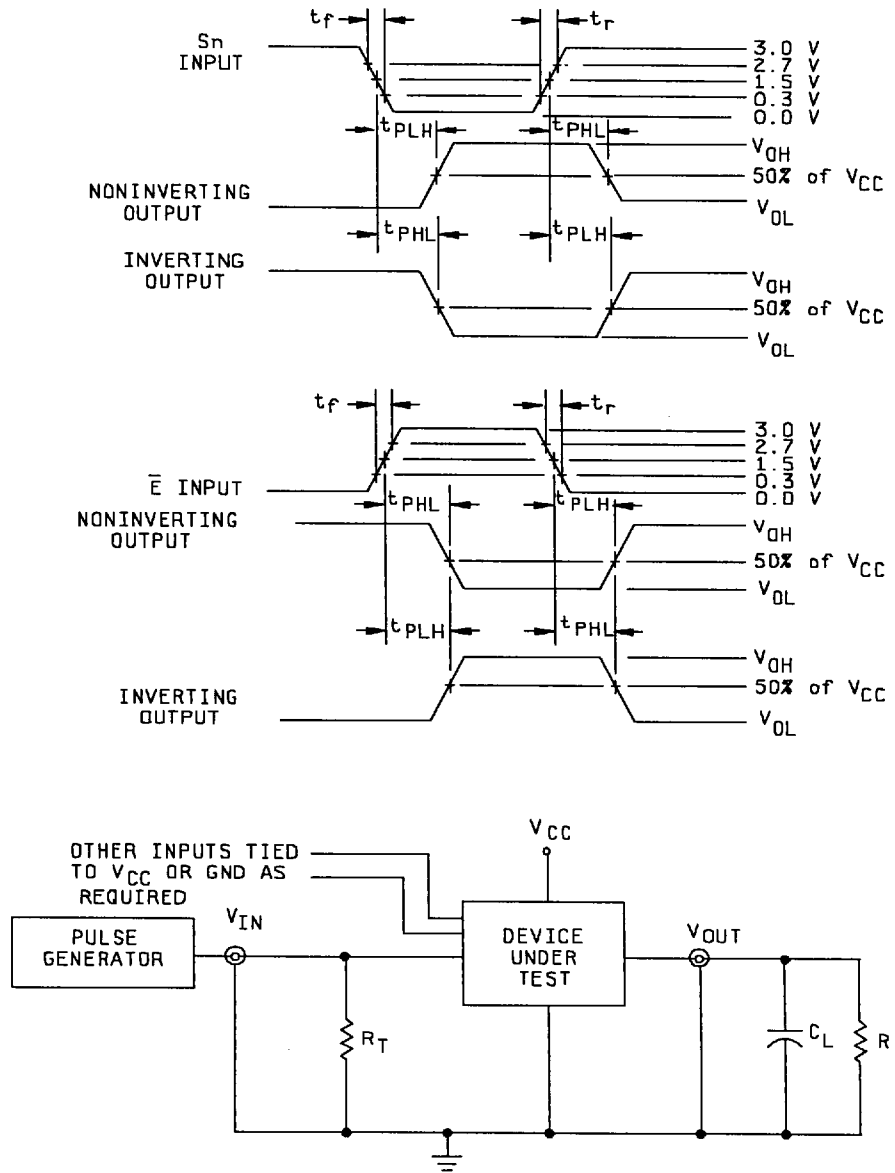 tf
tr
Sn
INPUT
3.0 V
2.7 V
1.5 V
0.3 V
0.0 V
tPLH
tPHL
VOH
50% of VCC
VOL
NONINVERTING
OUTPUT
tPHL
tPLH
INVERTING
OUTPUT
VOH
50% of VCC
VOL
tf
tr
3.0 V
2.7 V
1.5 V
0.3 V
0.0 V
E̅ INPUT
tPHL
tPLH
NONINVERTING
OUTPUT
VOH
50% of VCC
VOL
tPLH
tPHL
VOH
50% of VCC
VOL
INVERTING
OUTPUT
VCC
OTHER INPUTS TIED
TO VCC OR GND AS
REQUIRED
VIN
PULSE
GENERATOR
DEVICE
UNDER
TEST
VOUT
RT
CL
R